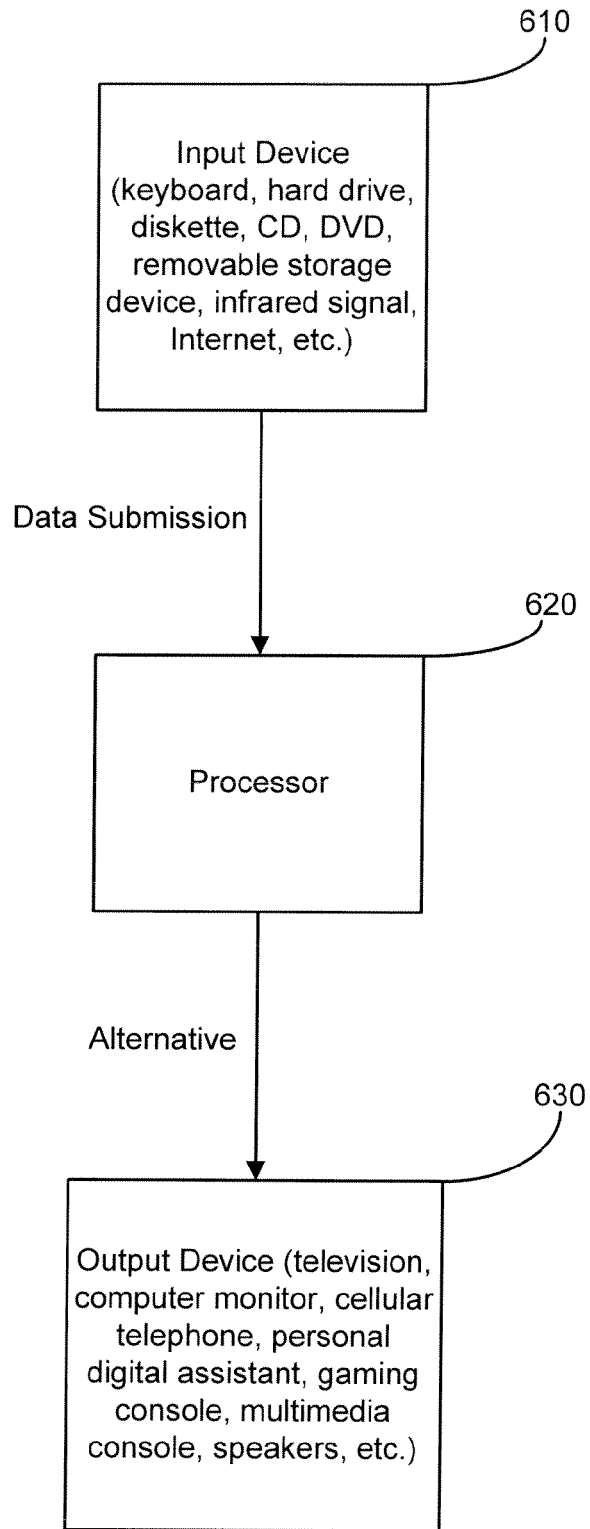 610
Input Device
(keyboard, hard drive,
diskette, CD, DVD,
removable storage
device, infrared signal,
Internet, etc.)
Data Submission
620
Processor
Alternative
630
Output Device (television,
computer monitor, cellular
telephone, personal
digital assistant, gaming
console, multimedia
console, speakers, etc.)